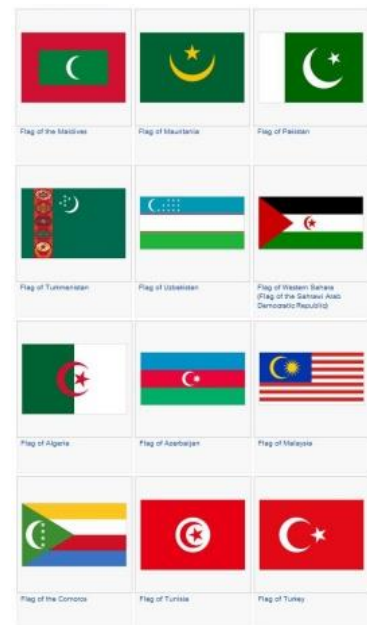 Flag of the Maldives
Flag of Mauritania
Flag of Pakistan
Flag of Turkmenistan
Flag of Uzbekistan
Flag of Western Sahara
(Flag of the Sahrawi Arab
Democratic Republic)
Flag of Algeria
Flag of Azerbaijan
Flag of Malaysia
Flag of the Comoros
Flag of Tunisia
Flag of Turkey